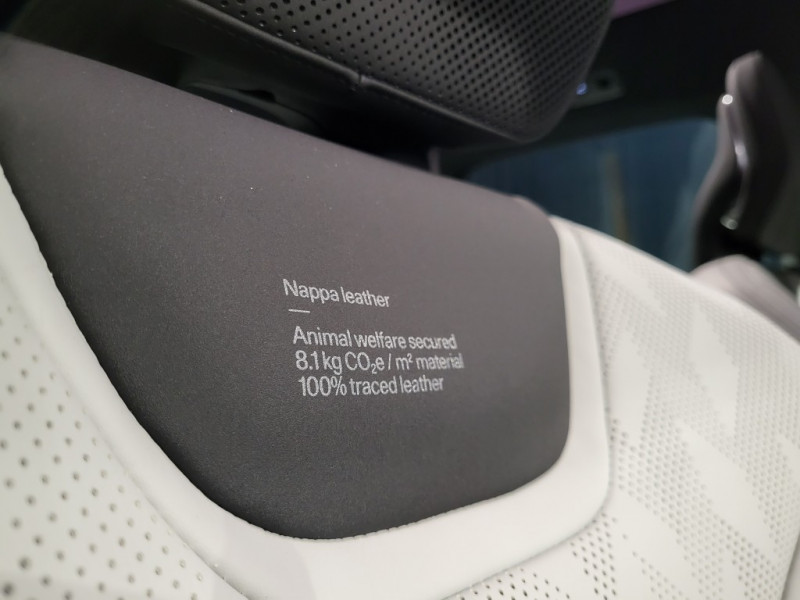 Nappa leather
—
Animal welfare secured
8.1 kg CO₂e / m² material
100% traced leather